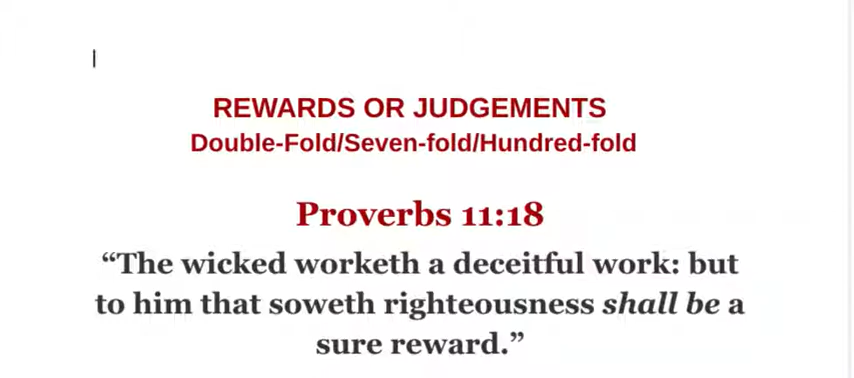 REWARDS OR JUDGEMENTS
Double-Fold/Seven-fold/Hundred-fold
Proverbs 11:18
“The wicked worketh a deceitful work: but
to him that soweth righteousness shall be a
sure reward.”